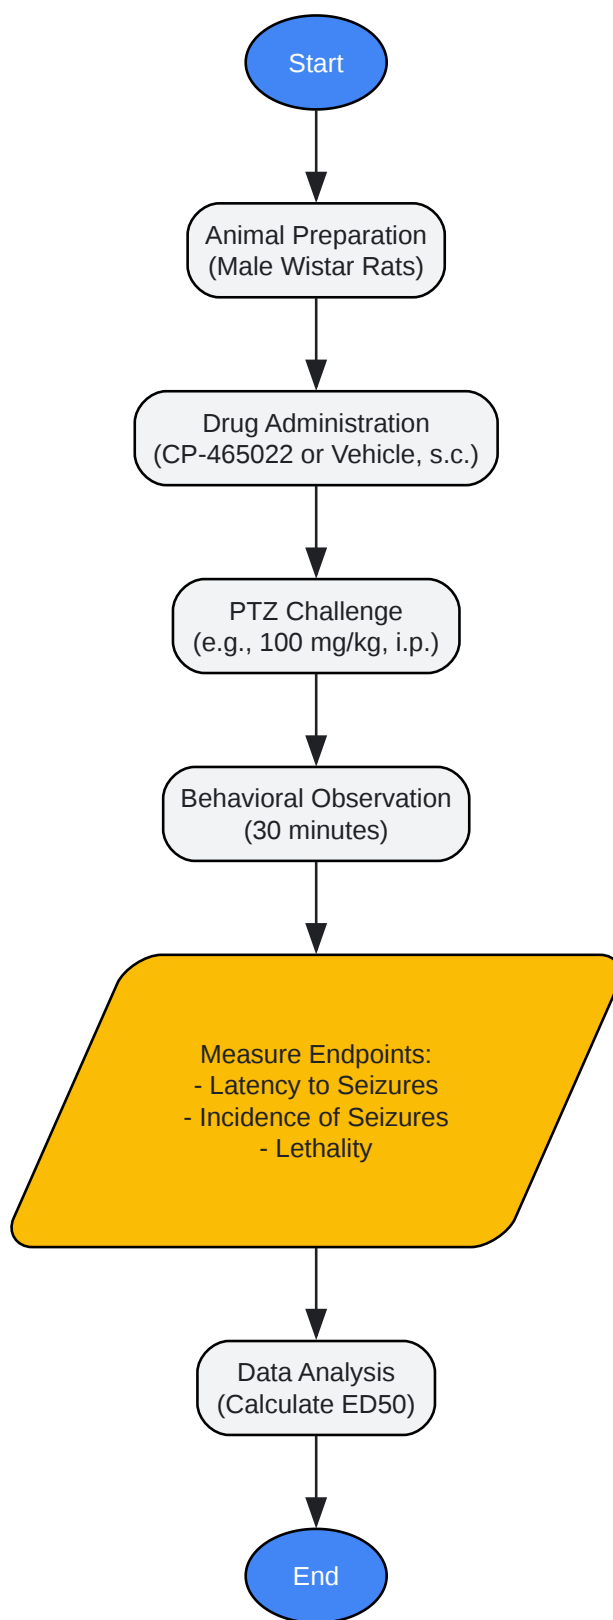 Start
Animal Preparation
(Male Wistar Rats)
Drug Administration
(CP-465022 or Vehicle, s.c.)
PTZ Challenge
(e.g., 100 mg/kg, i.p.)
Behavioral Observation
(30 minutes)
Measure Endpoints:
- Latency to Seizures
- Incidence of Seizures
- Lethality
Data Analysis
(Calculate ED50)
End